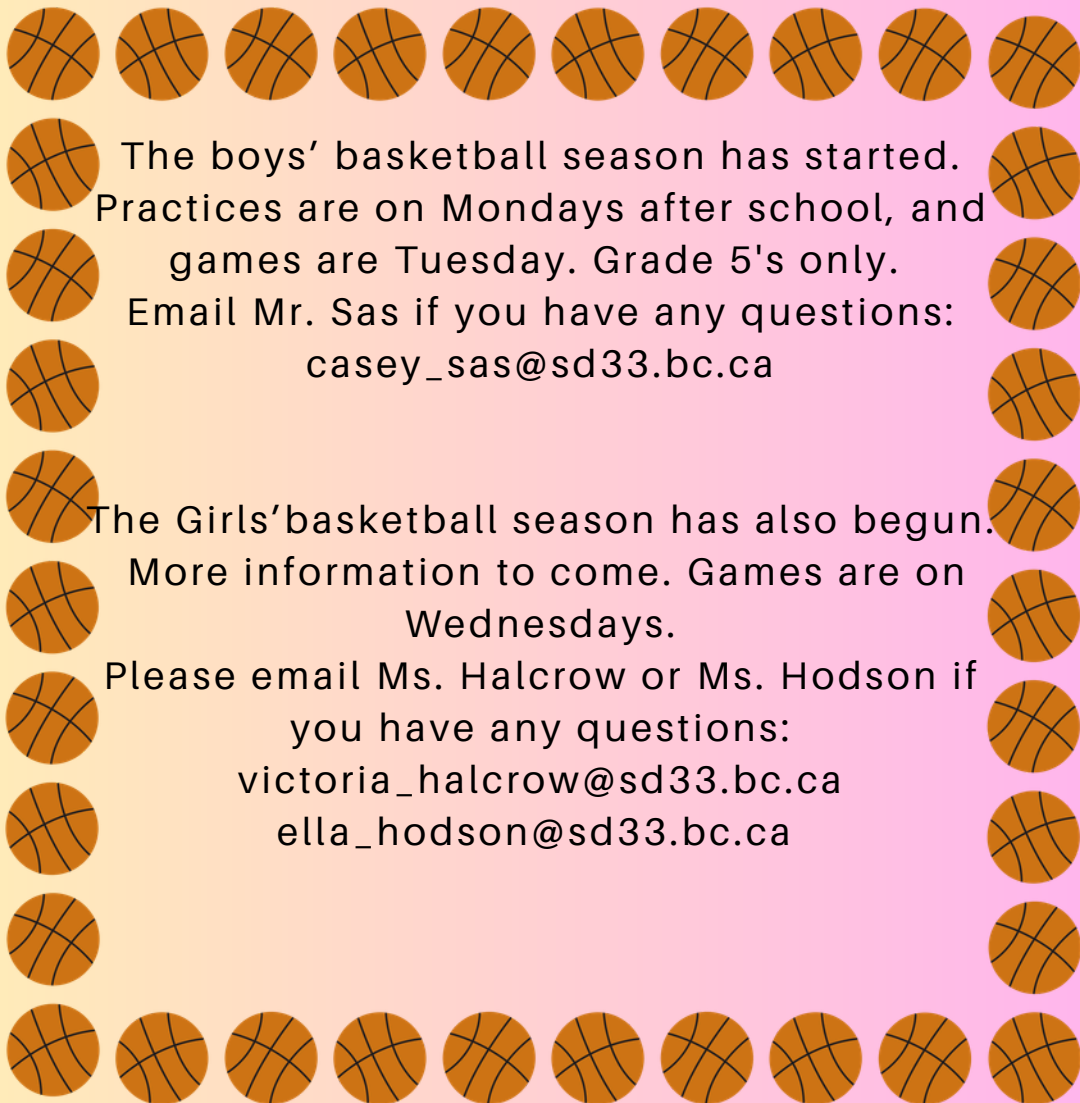 The boys’ basketball season has started.
Practices are on Mondays after school, and
games are Tuesday. Grade 5's only.
Email Mr. Sas if you have any questions:
casey_sas@sd33.bc.ca
The Girls’basketball season has also begun.
More information to come. Games are on
Wednesdays.
Please email Ms. Halcrow or Ms. Hodson if
you have any questions:
victoria_halcrow@sd33.bc.ca
ella_hodson@sd33.bc.ca